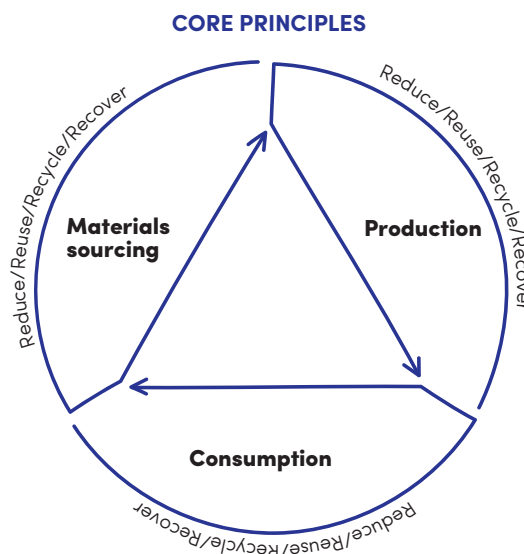 CORE PRINCIPLES
Reduce/Reuse/Recycle/Recover
Reduce/Reuse/Recycle/Recover
Materials
sourcing
Production
Consumption
Reduce/Reuse/Recycle/Recover